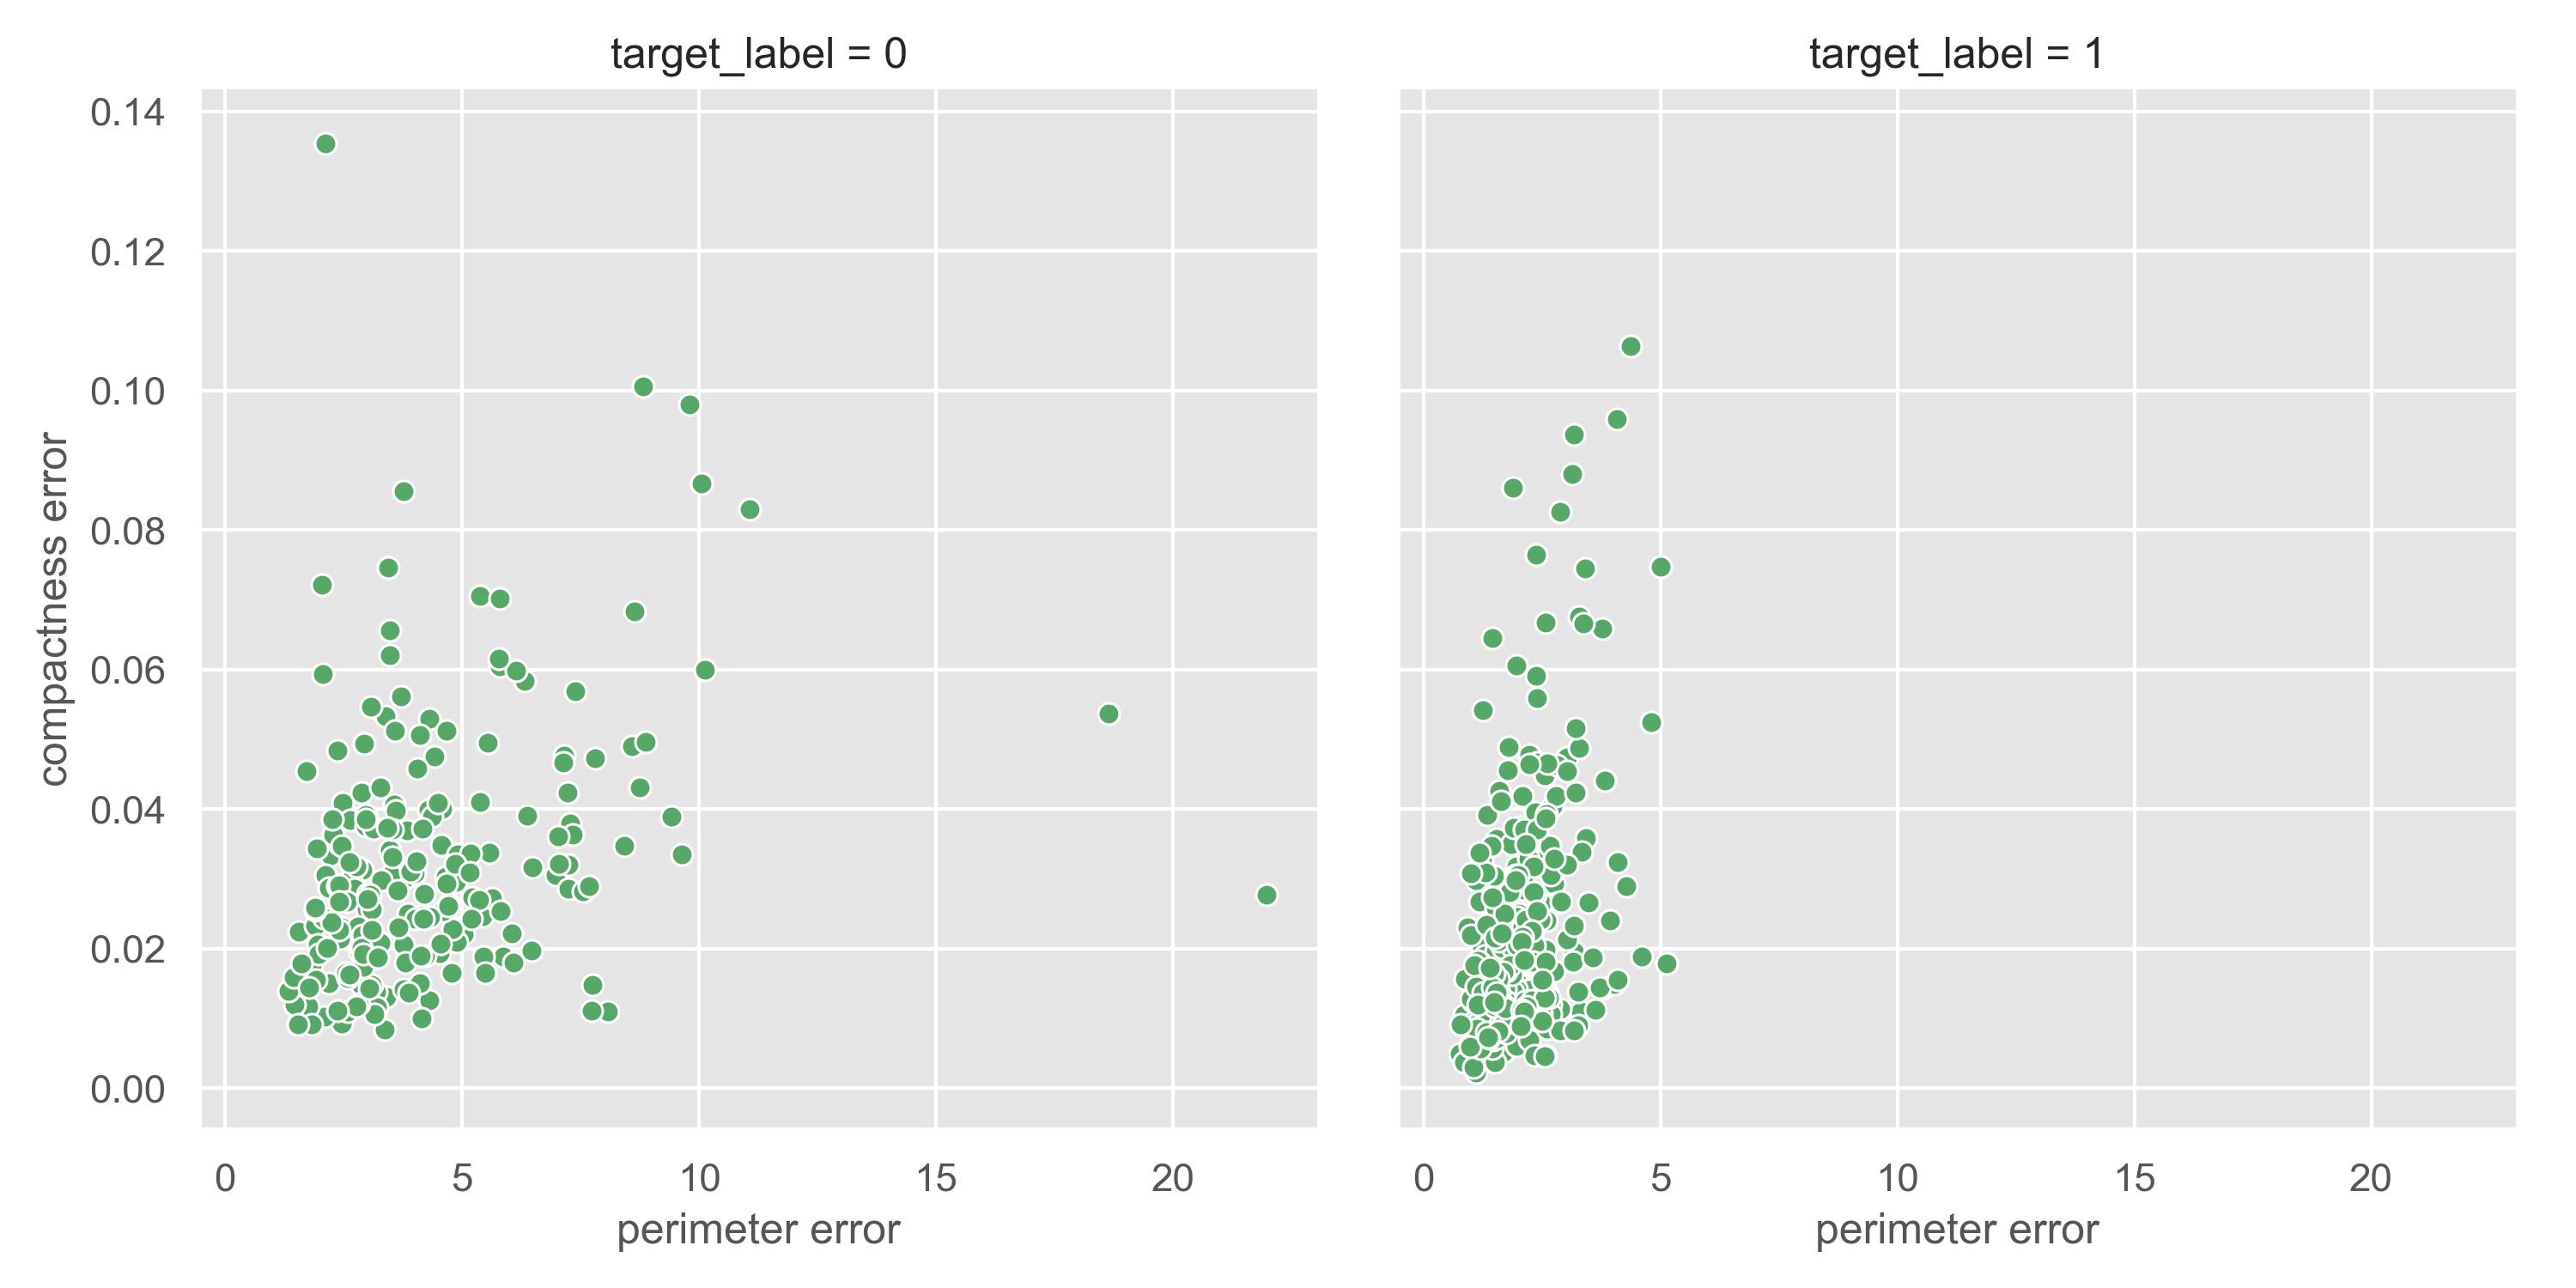 target_label = 0
target_label = 1
0.14
0.12
0.10
0.08
0.06
0.04
0.02
0.00
compactness error
0 5 10 15 20
0 5 10 15 20
perimeter error
perimeter error